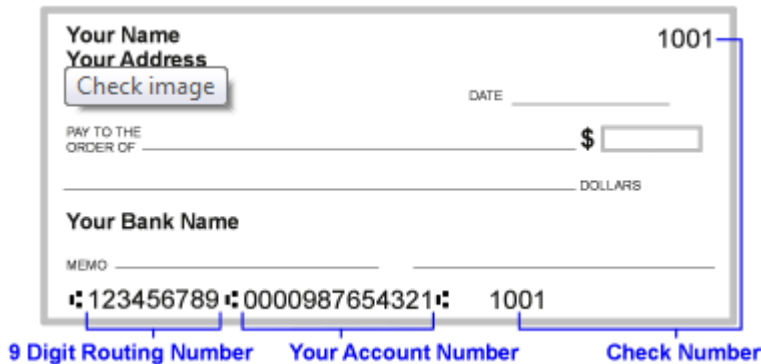 Your Name
1001
Your Address
Check image
DATE
PAY TO THE
ORDER OF
$
DOLLARS
Your Bank Name
MEMO
⑆123456789⑆0000987654321⑆ 1001
9 Digit Routing Number Your Account Number Check Number